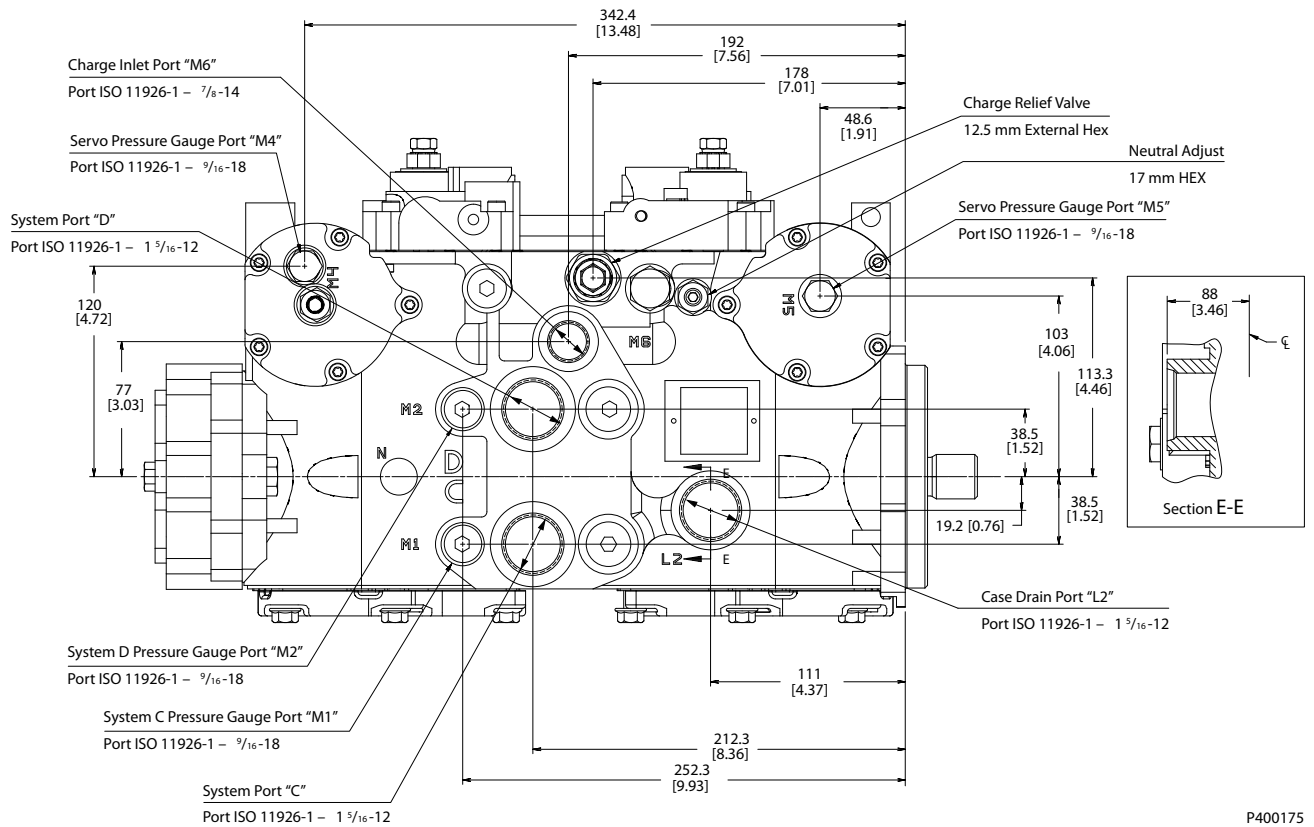 342.4
[13.48]
192
[7.56]
178
[7.01]
48.6
[1.91]
Charge Inlet Port “M6”
Port ISO 11926-1 – 7/8-14
Servo Pressure Gauge Port “M4”
Port ISO 11926-1 – 9/16-18
System Port “D”
Port ISO 11926-1 – 1 5/16-12
Charge Relief Valve
12.5 mm External Hex
Neutral Adjust
17 mm HEX
Servo Pressure Gauge Port “M5”
Port ISO 11926-1 – 9/16-18
M4
M5
M6
120
[4.72]
77
[3.03]
103
[4.06]
113.3
[4.46]
88
[3.46]
℄
Section E-E
M2
N
D
C
M1
E
L2
E
38.5
[1.52]
38.5
[1.52]
19.2 [0.76]
Case Drain Port “L2”
Port ISO 11926-1 – 1 5/16-12
System D Pressure Gauge Port “M2”
Port ISO 11926-1 – 9/16-18
System C Pressure Gauge Port “M1”
Port ISO 11926-1 – 9/16-18
System Port “C”
Port ISO 11926-1 – 1 5/16-12
111
[4.37]
212.3
[8.36]
252.3
[9.93]
P400175